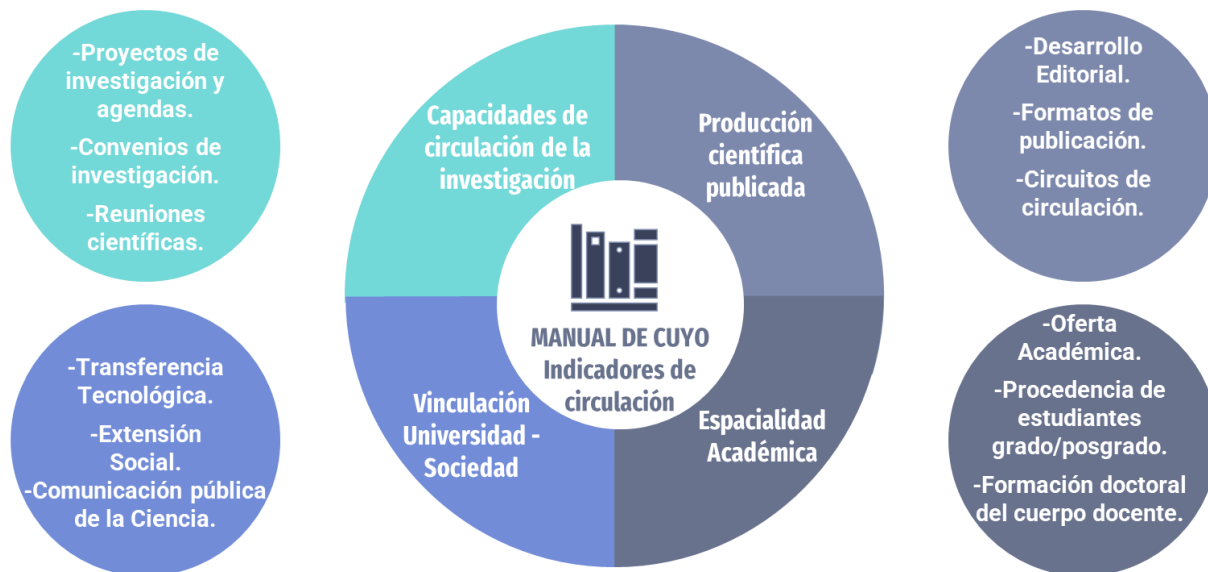 -Proyectos de
investigación y
agendas.
-Convenios de
investigación.
-Reuniones
científicas.
Capacidades de
circulación de la
investigación
Producción
científica
publicada
-Desarrollo
Editorial.
-Formatos de
publicación.
-Circuitos de
circulación.
MANUAL DE CUYO
Indicadores de
circulación
-Transferencia
Tecnológica.
-Extensión
Social.
-Comunicación pública
de la Ciencia.
Vinculación
Universidad -
Sociedad
Espacialidad
Académica
-Oferta
Académica.
-Procedencia de
estudiantes
grado/posgrado.
-Formación doctoral
del cuerpo docente.